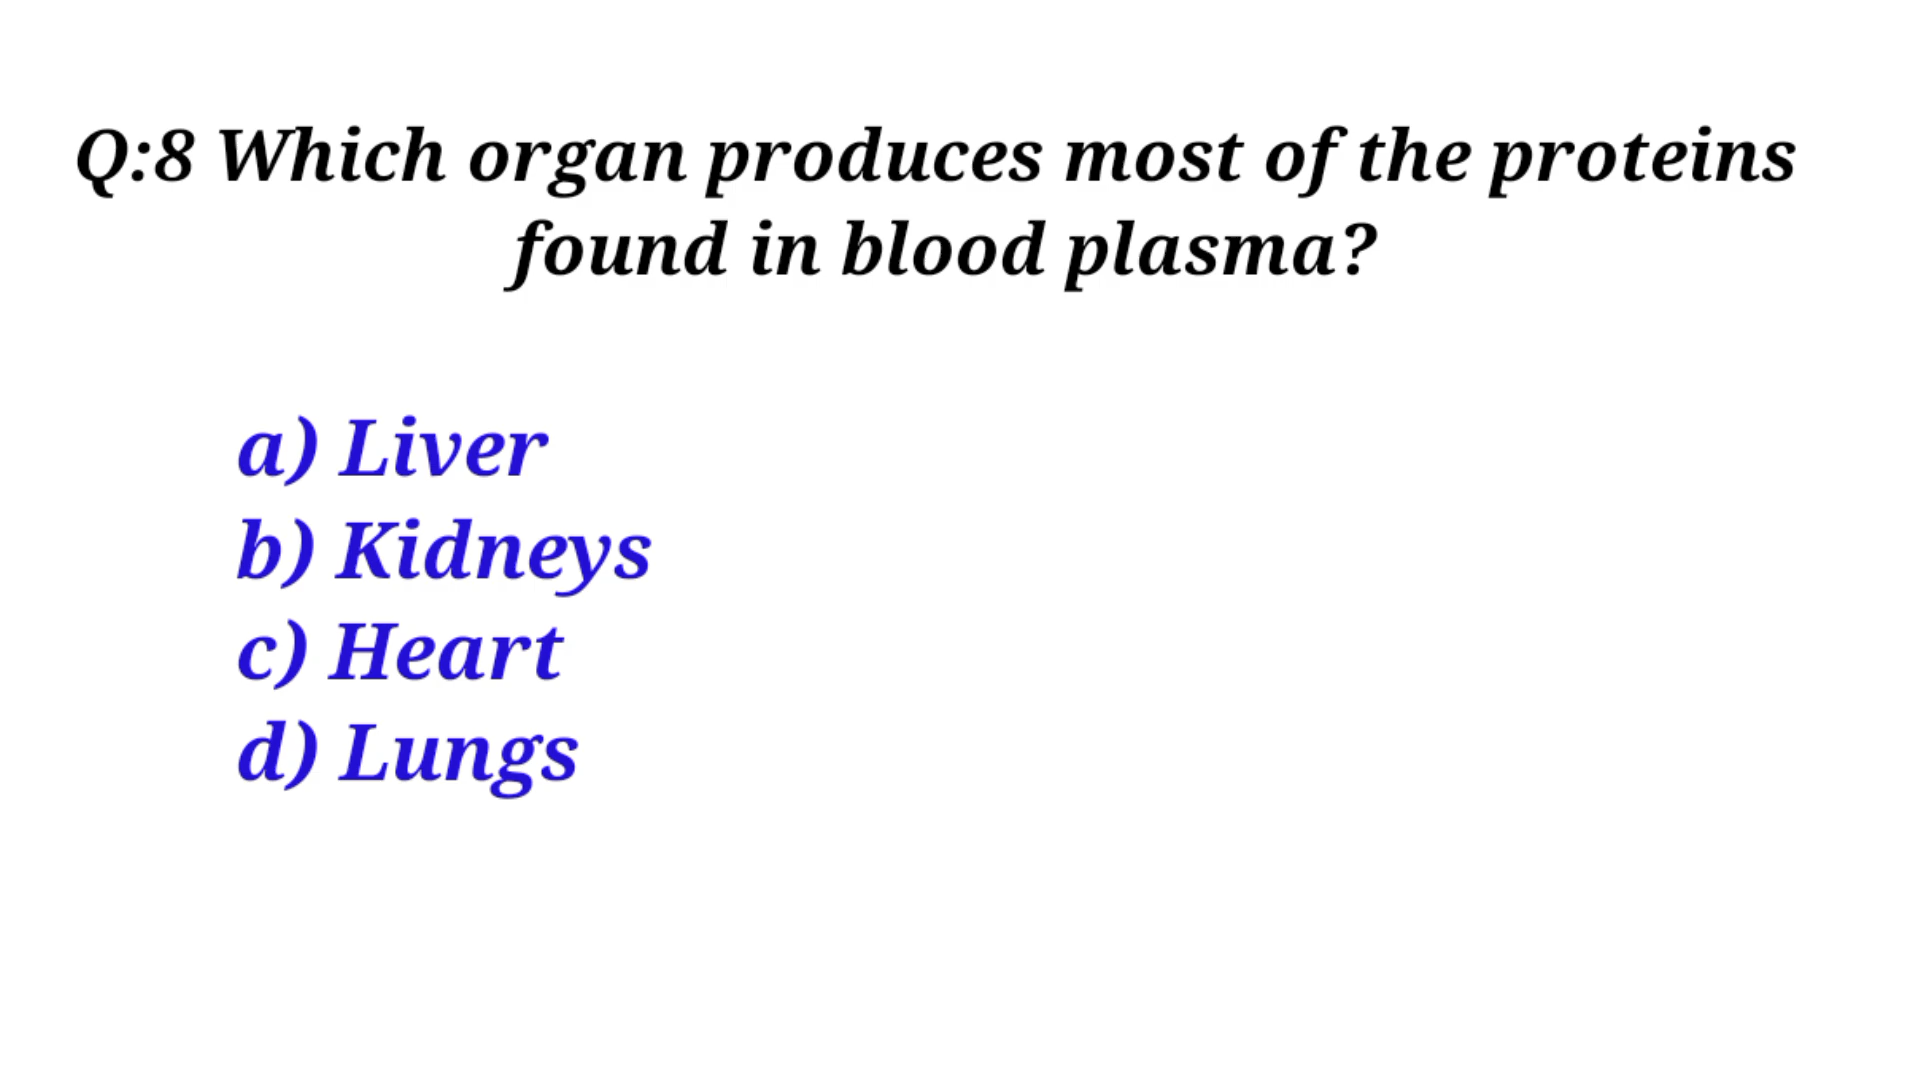 Q:8 Which organ produces most of the proteins
found in blood plasma?
a) Liver
b) Kidneys
c) Heart
d) Lungs